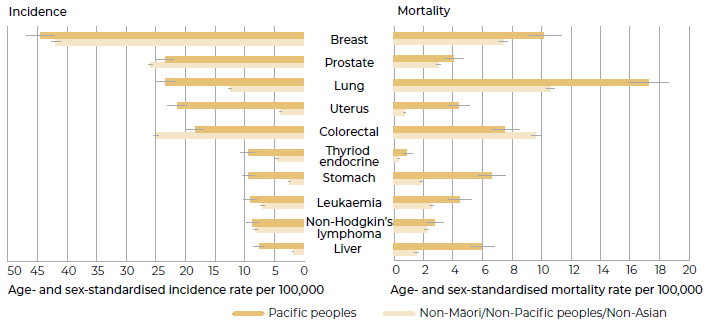 Incidence
Mortality
Breast
Prostate
Lung
Uterus
Colorectal
Thyriod
endocrine
Stomach
Leukaemia
Non-Hodgkin's
lymphoma
Liver
50 45 40 35 30 25 20 15 10 5 0
0 2 4 6 8 10 12 14 16 18 20
Age- and sex-standardised incidence rate per 100,000
Age- and sex-standardised mortality rate per 100,000
Pacific peoples
Non-Māori/Non-Pacific peoples/Non-Asian